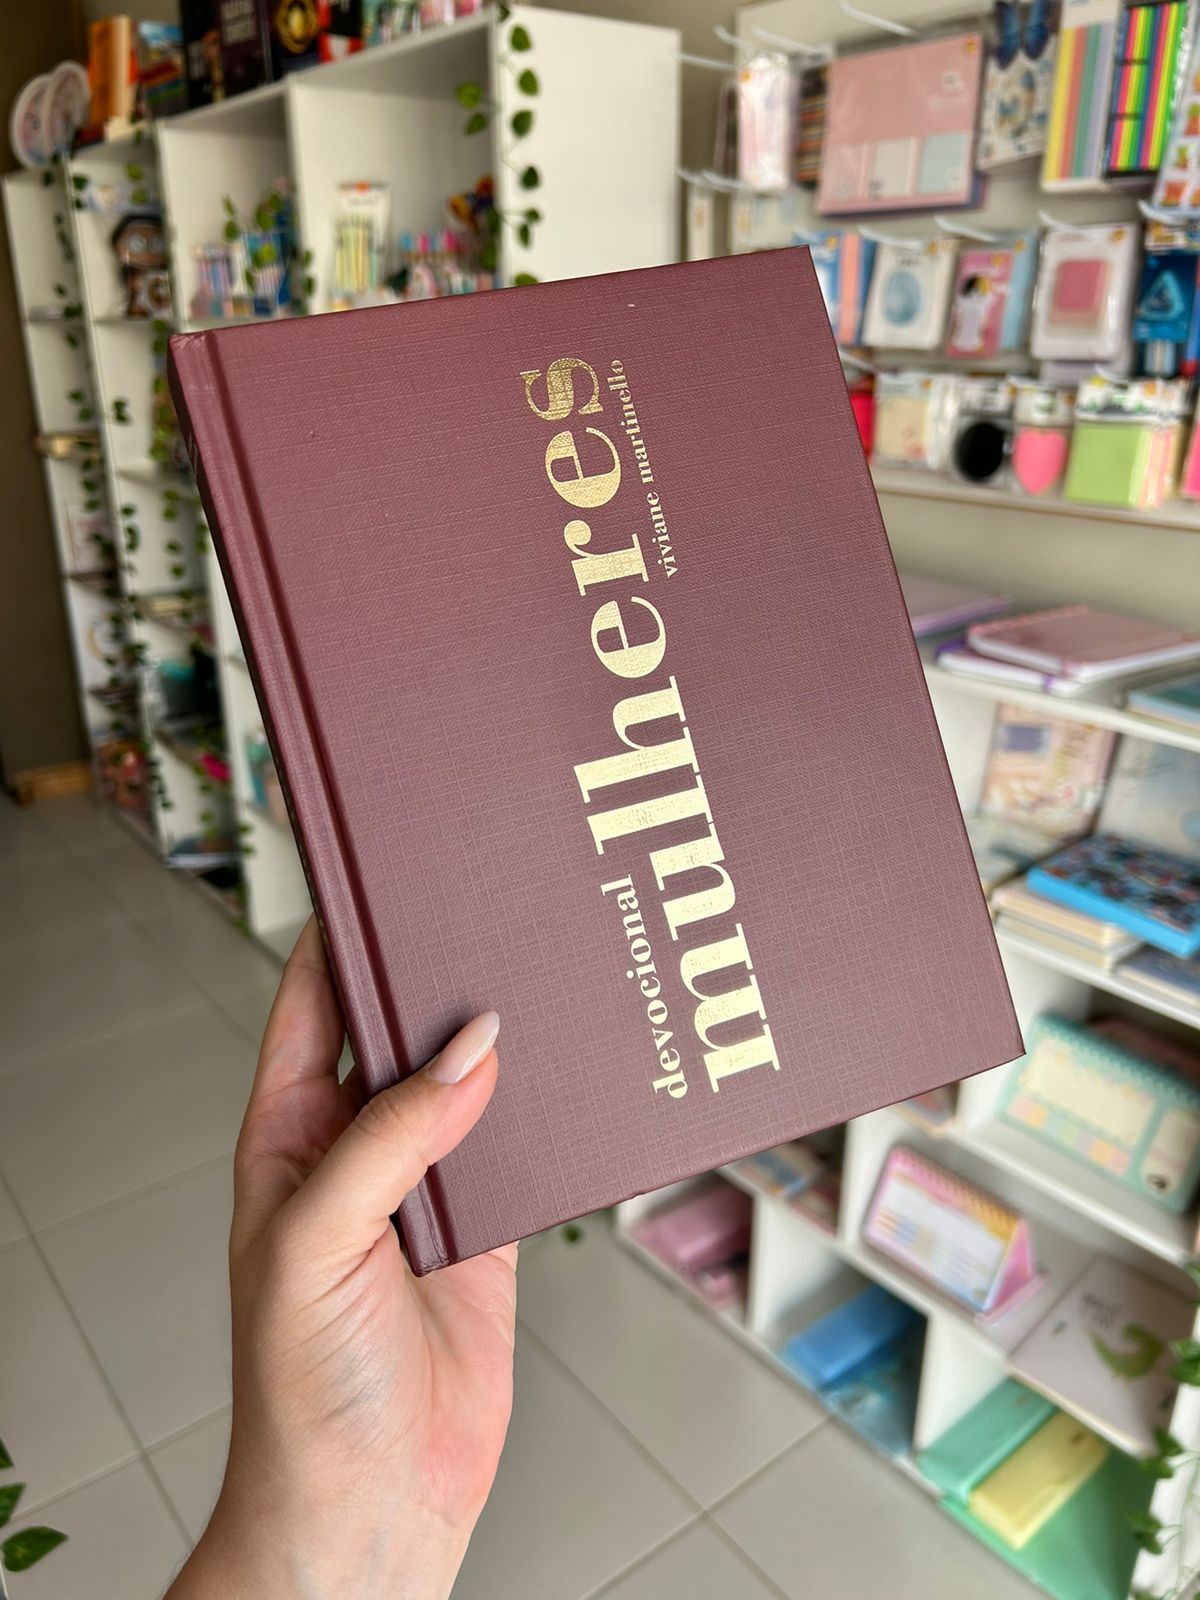 devocional
mulheres
viviane martinello